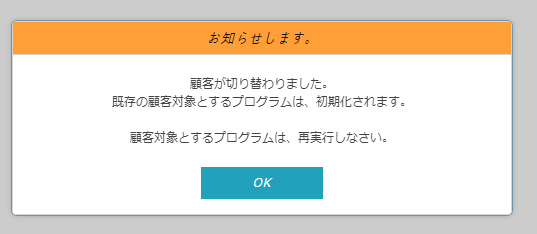 お知らせします。
顧客が切り替わりました。
既存の顧客対象とするプログラムは、初期化されます。
顧客対象とするプログラムは、再実行しなさい。
OK